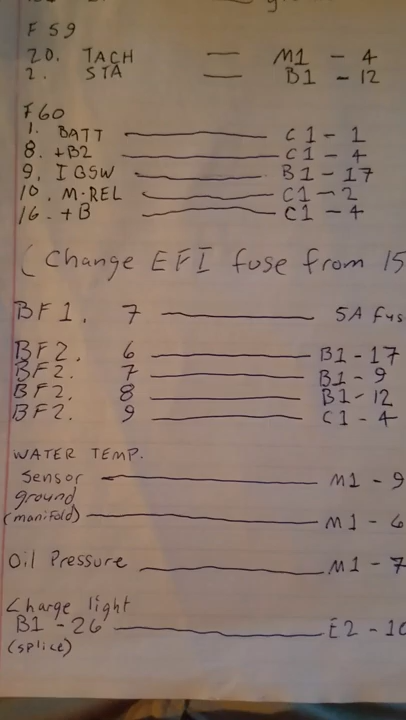 F 59
20. TACH — M1 - 4
2. STA — B1 - 12
F60
1. BATT — C1 - 1
8. +B2 — C1 - 4
9. IGSW — B1 - 17
10. M-REL — C1 - 2
16. +B — C1 - 4
(Change EFI fuse from 15
BF1. 7 — 5A Fus
BF2. 6 — B1-17
BF2. 7 — B1-9
BF2. 8 — B1-12
BF2. 9 — C1-4
WATER TEMP.
Sensor — M1 - 9
ground
(manifold) — M1 - 6
Oil Pressure — M1 - 7
Charge light
B1 - 26 — E2 - 10
(splice)